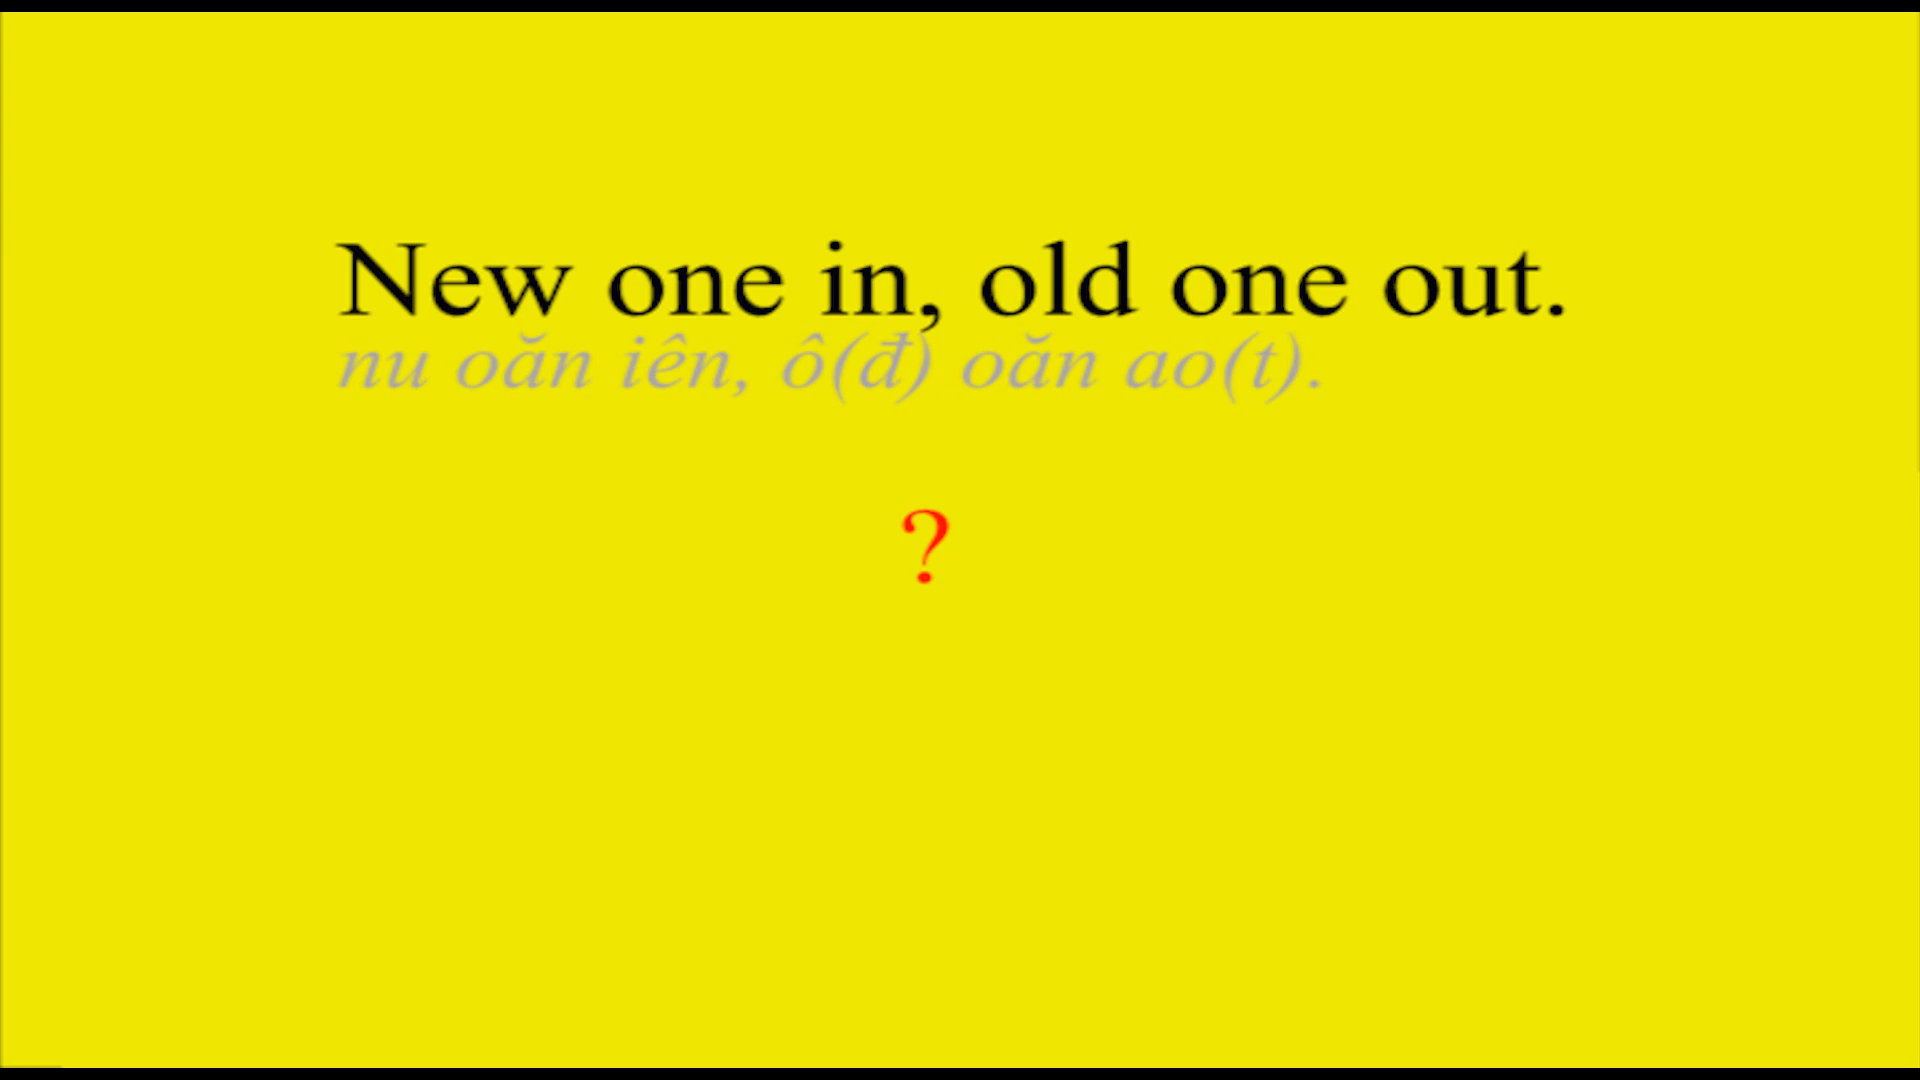 New one in, old one out.
nu oăn iên, ô(đ) oăn ao(t).
?